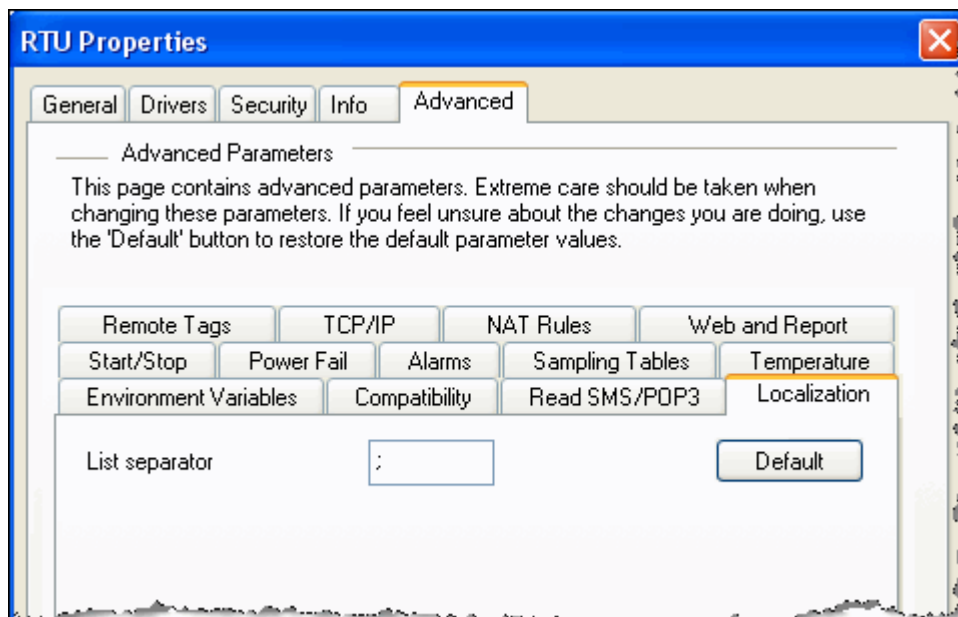 RTU Properties
General Drivers Security Info Advanced
Advanced Parameters
This page contains advanced parameters. Extreme care should be taken when
changing these parameters. If you feel unsure about the changes you are doing, use
the 'Default' button to restore the default parameter values.
Remote Tags TCP/IP NAT Rules Web and Report
Start/Stop Power Fail Alarms Sampling Tables Temperature
Environment Variables Compatibility Read SMS/POP3 Localization
List separator ; Default